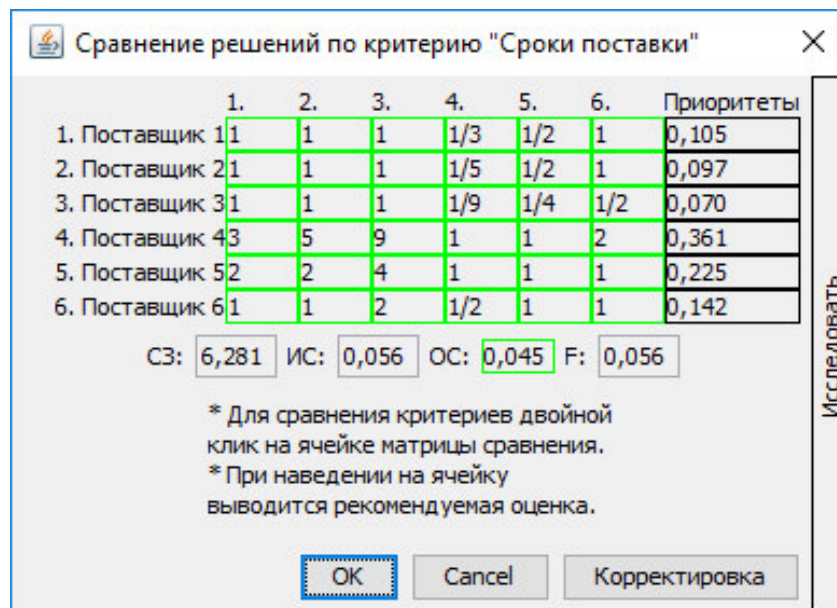 Сравнение решений по критерию "Сроки поставки"
1. 2. 3. 4. 5. 6. Приоритеты
1. Поставщик 1 1 1 1 1/3 1/2 1 0,105
2. Поставщик 2 1 1 1 1/5 1/2 1 0,097
3. Поставщик 3 1 1 1 1/9 1/4 1/2 0,070
4. Поставщик 4 3 5 9 1 1 2 0,361
5. Поставщик 5 2 2 4 1 1 1 0,225
6. Поставщик 6 1 1 2 1/2 1 1 0,142
СЗ: 6,281 ИС: 0,056 ОС: 0,045 F: 0,056
* Для сравнения критериев двойной
клик на ячейке матрицы сравнения.
* При наведении на ячейку
выводится рекомендуемая оценка.
OK Cancel Корректировка
Исследовать